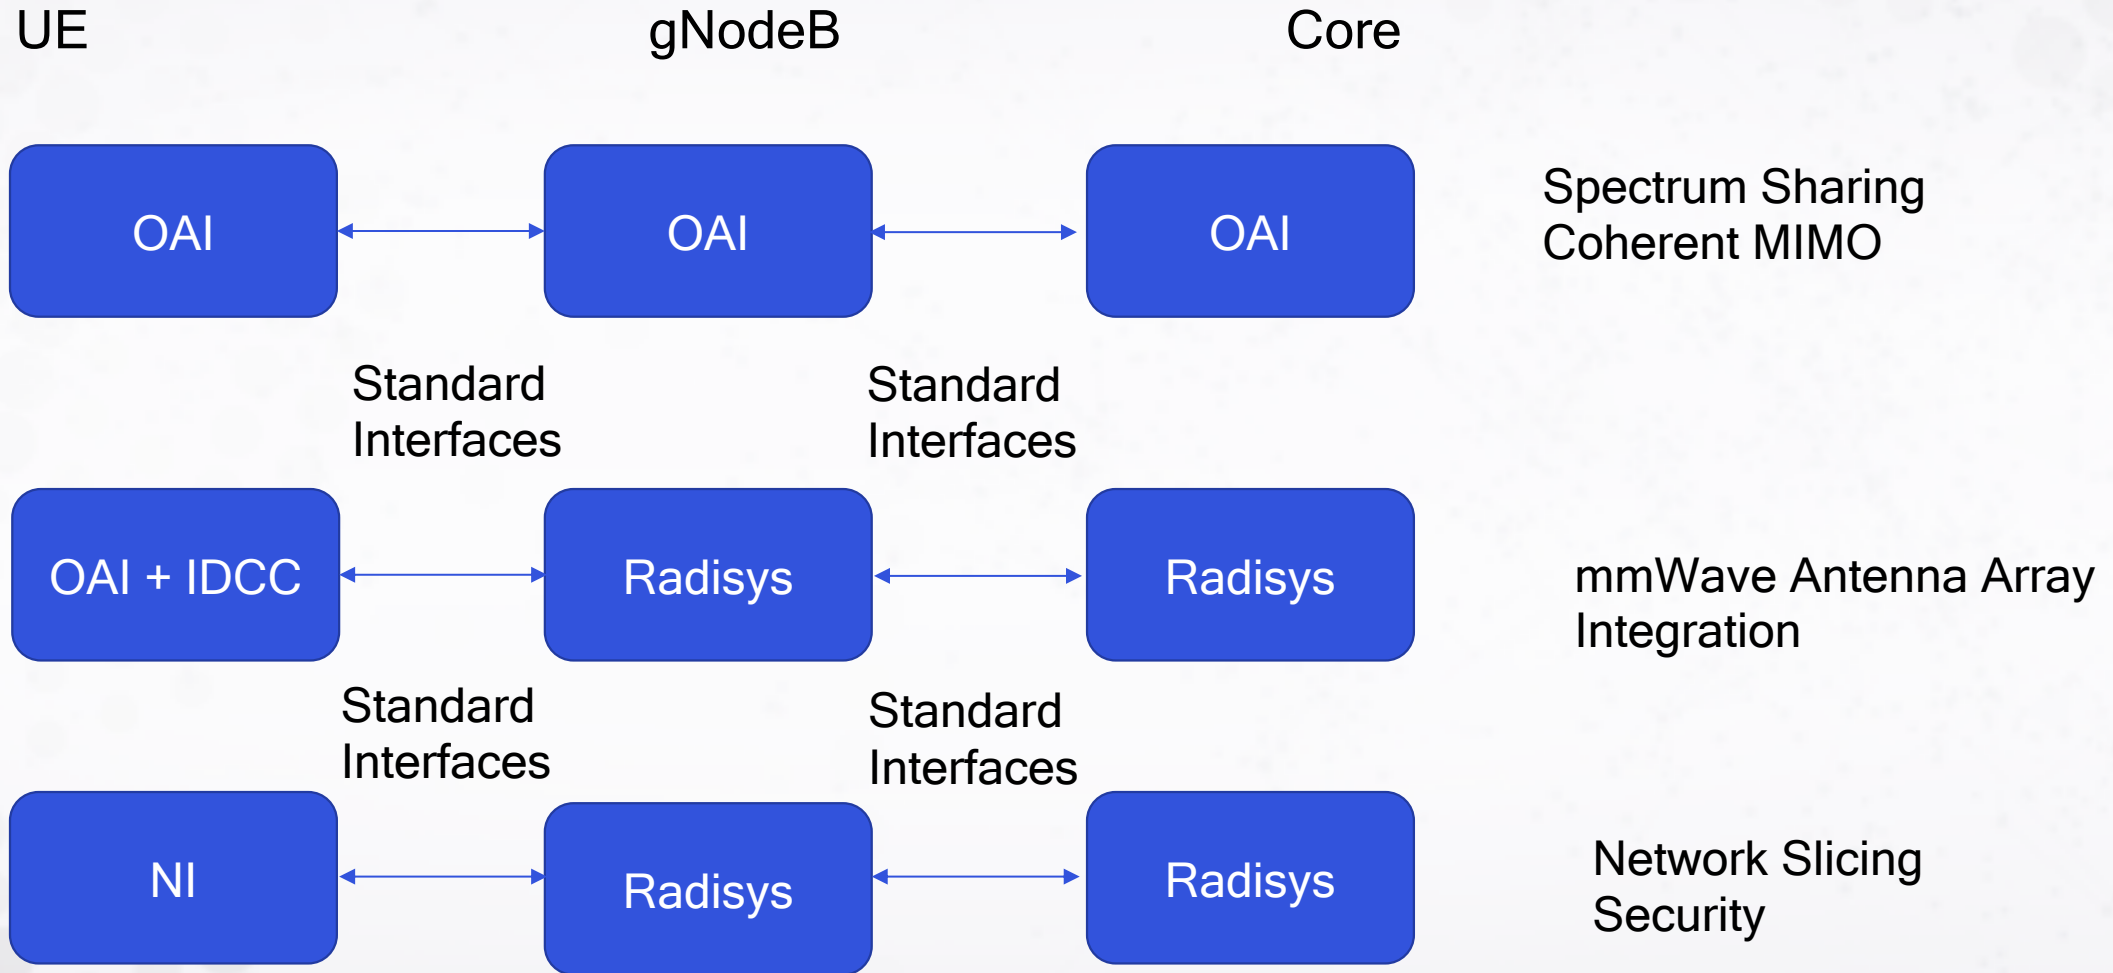 UE
gNodeB
Core
OAI
OAI
OAI
Spectrum Sharing
Coherent MIMO
Standard
Interfaces
Standard
Interfaces
OAI + IDCC
Radisys
Radisys
mmWave Antenna Array
Integration
Standard
Interfaces
Standard
Interfaces
NI
Radisys
Radisys
Network Slicing
Security